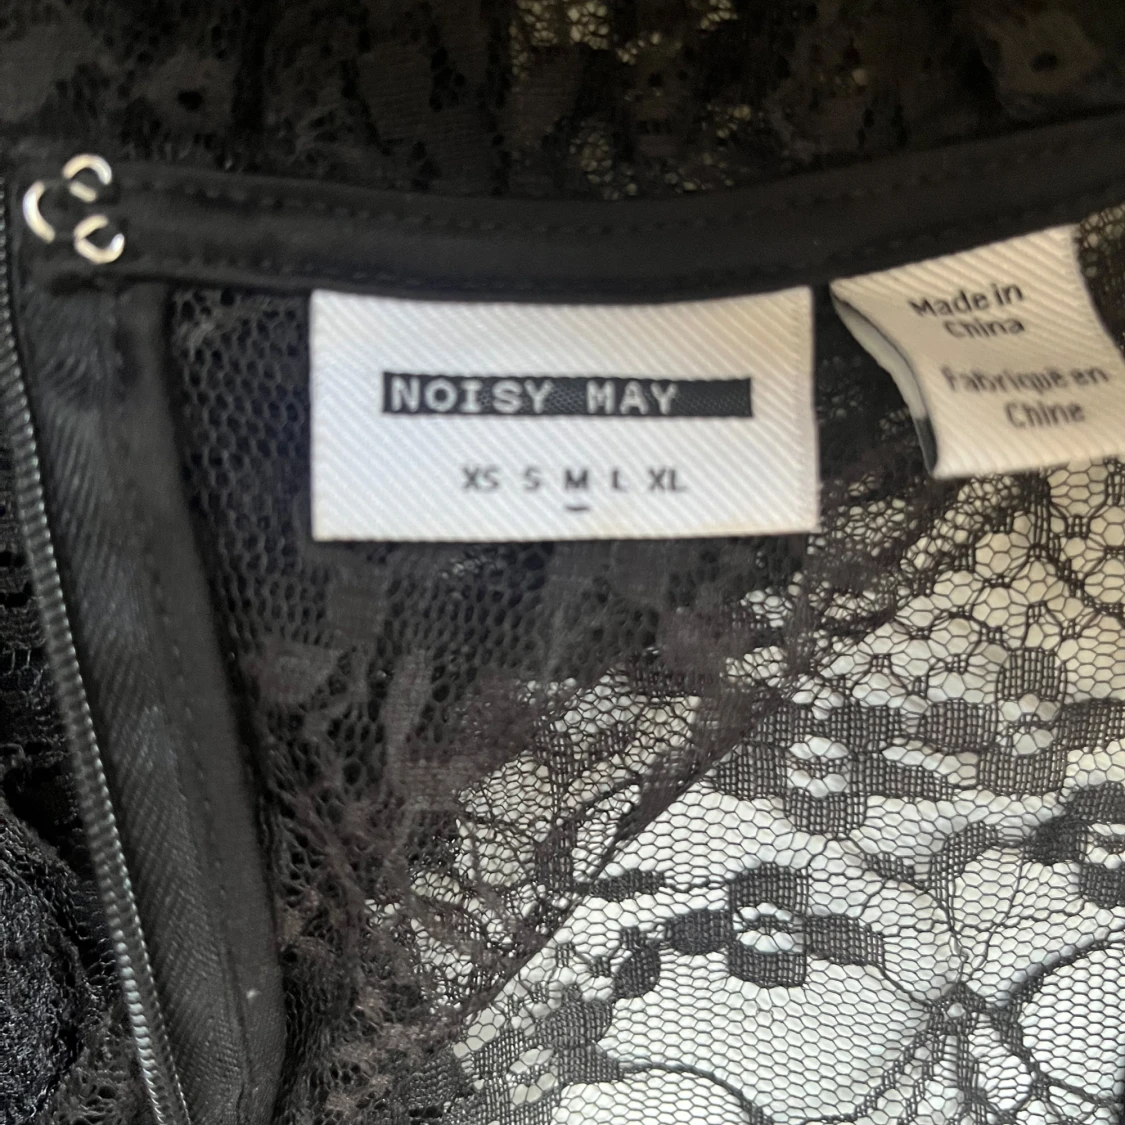 NOISY MAY
XS S M L XL
Made in
China
Fabriqué en
Chine